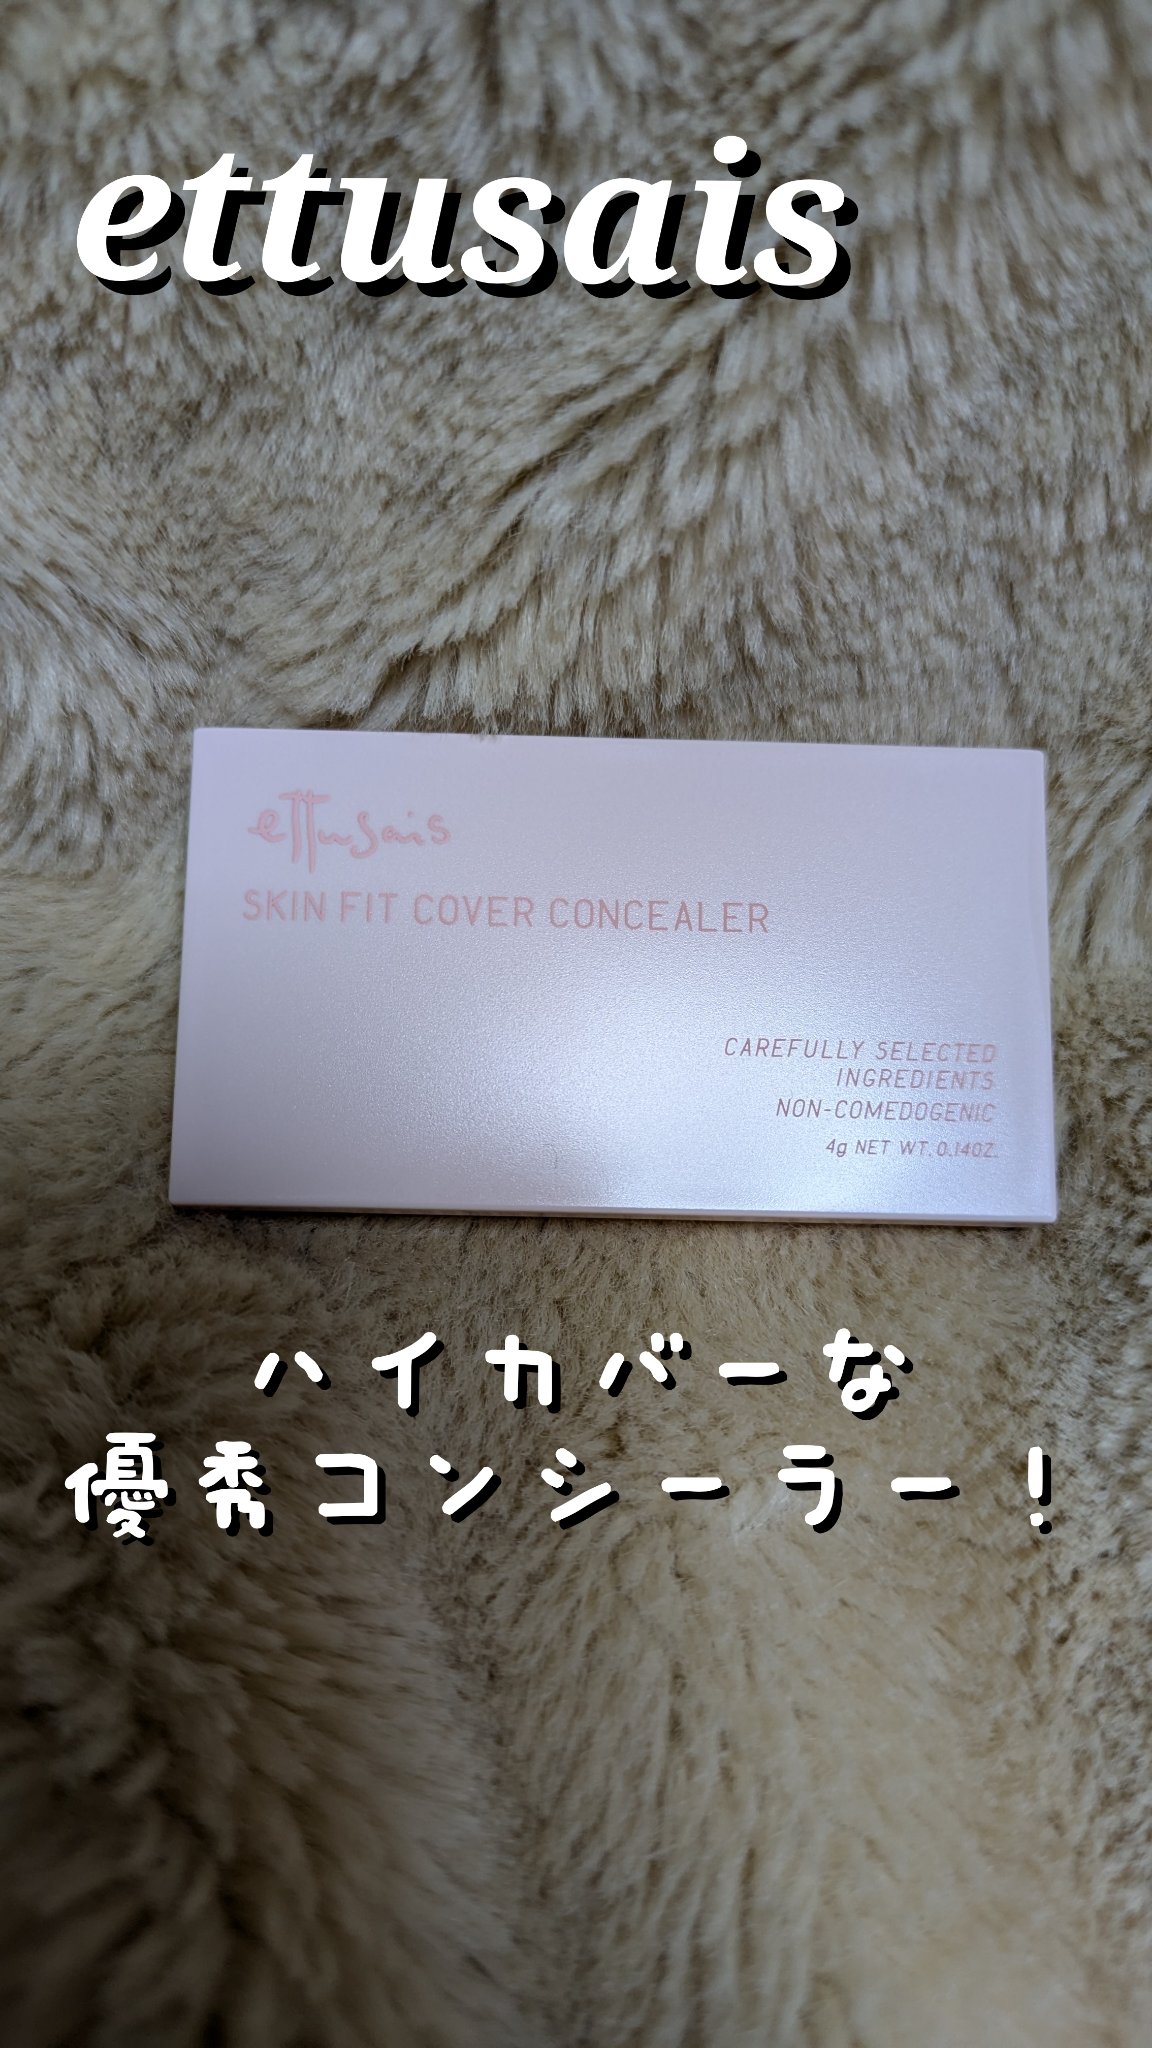 ettusais
ettusais
SKIN FIT COVER CONCEALER
CAREFULLY SELECTED
INGREDIENTS
NON-COMEDOGENIC
4g NET WT. 0.14OZ.
ハイカバーな
優秀コンシーラー！